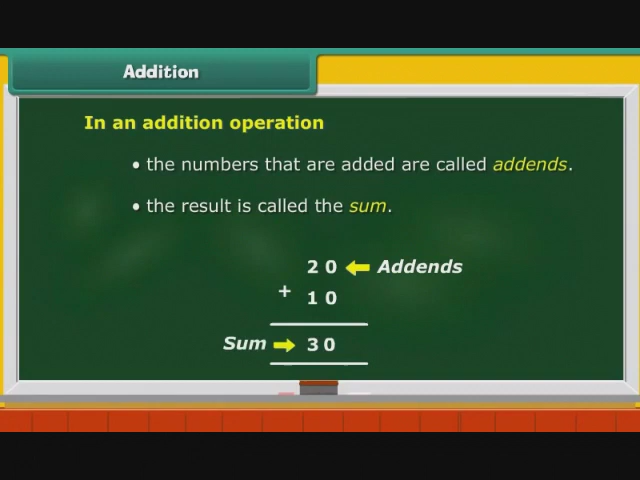 Addition
In an addition operation
• the numbers that are added are called addends.
• the result is called the sum.
2 0 Addends
+
1 0
Sum 3 0